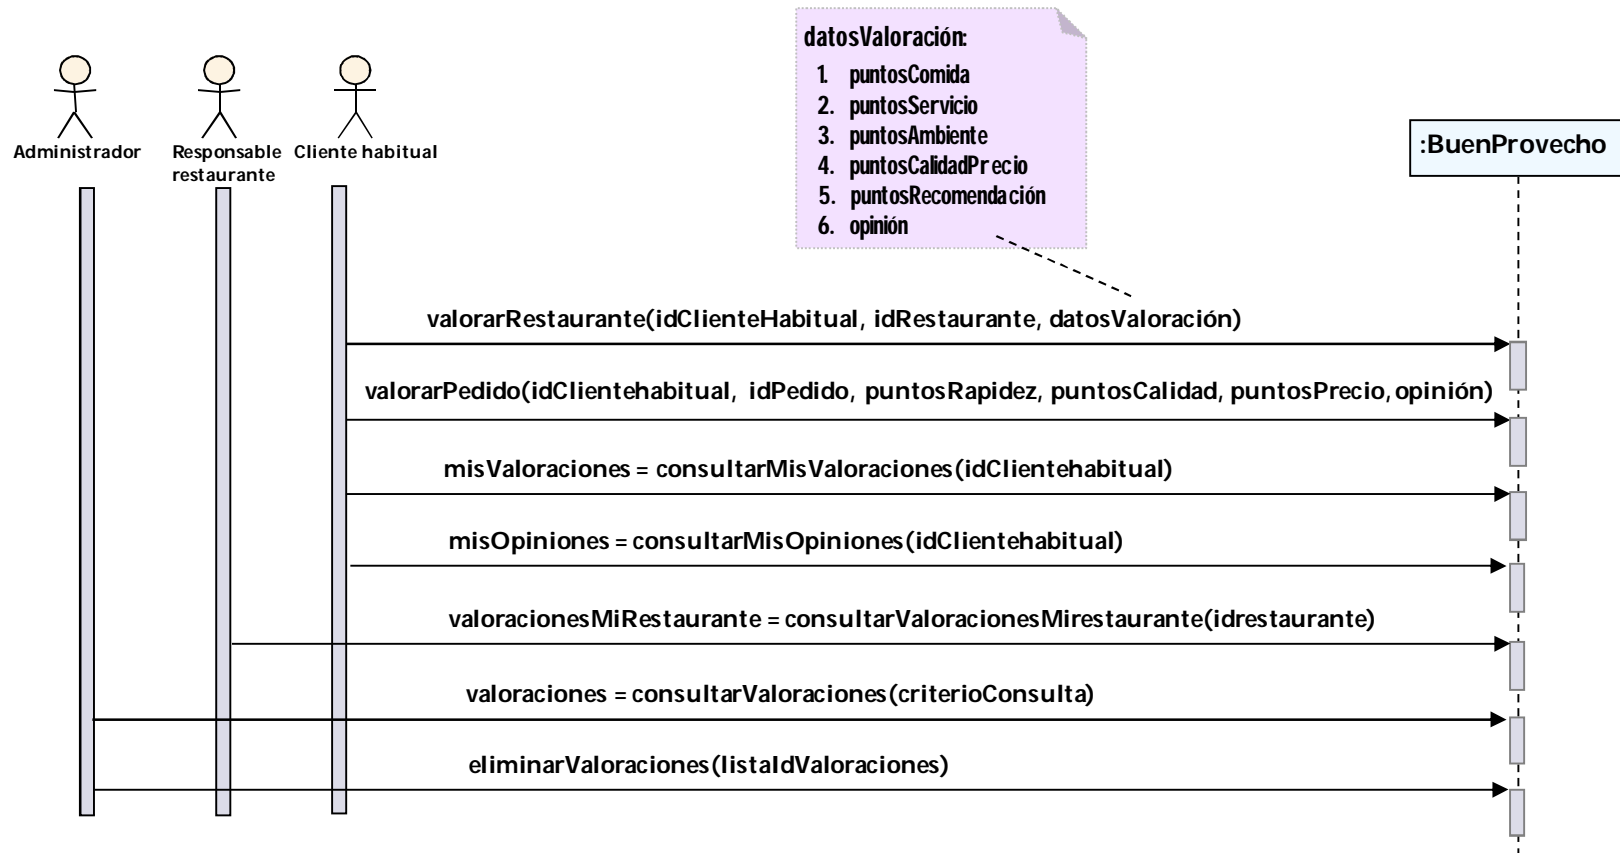 datosValoración:
1. puntosComida
2. puntosServicio
3. puntosAmbiente
4. puntosCalidadPrecio
5. puntosRecomendación
6. opinión
Administrador
Responsable
restaurante
Cliente habitual
:BuenProvecho
valorarRestaurante(idClienteHabitual, idRestaurante, datosValoración)
valorarPedido(idClientehabitual, idPedido, puntosRapidez, puntosCalidad, puntosPrecio, opinión)
misValoraciones = consultarMisValoraciones(idClientehabitual)
misOpiniones = consultarMisOpiniones(idClientehabitual)
valoracionesMiRestaurante = consultarValoracionesMirestaurante(idrestaurante)
valoraciones = consultarValoraciones(criterioConsulta)
eliminarValoraciones(listaIdValoraciones)